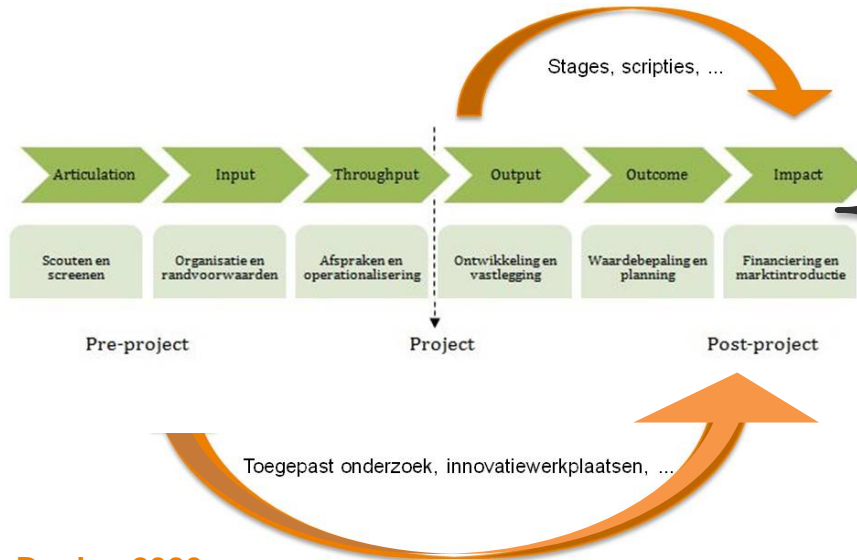 Stages, scripties, ...
Articulation Input Throughput Output Outcome Impact
Scouten en Organisatie en Afspraken en Ontwikkeling en Waardebepaling en Financiering en
screenen randvoorwaarden operationalisering vastlegging planning marktintroductie
Pre-project Project Post-project
Toegepast onderzoek, innovatiewerkplaatsen, ...